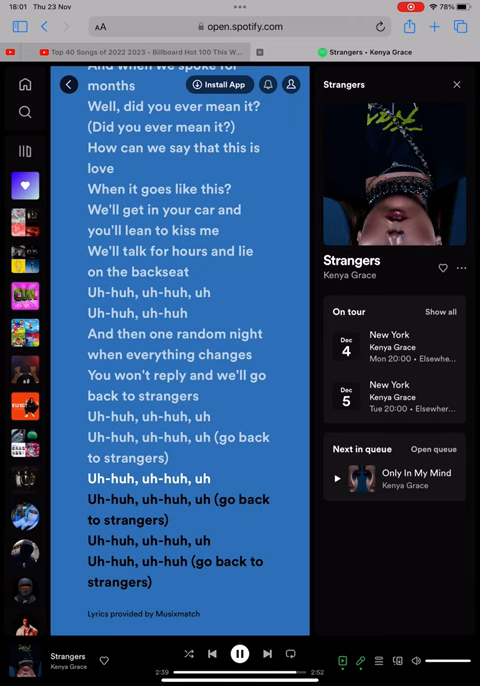 18:01 Thu 23 Nov
78%
AA
open.spotify.com
Top 40 Songs of 2022 2023 - Billboard Hot 100 This W...
Strangers • Kenya Grace
Install App
And when we spoke for
months
Well, did you ever mean it?
(Did you ever mean it?)
How can we say that this is
love
When it goes like this?
We'll get in your car and
you'll lean to kiss me
We'll talk for hours and lie
on the backseat
Uh-huh, uh-huh, uh
Uh-huh, uh-huh
And then one random night
when everything changes
You won't reply and we'll go
back to strangers
Uh-huh, uh-huh, uh
Uh-huh, uh-huh, uh (go back
to strangers)
Uh-huh, uh-huh, uh
Uh-huh, uh-huh, uh (go back
to strangers)
Uh-huh, uh-huh, uh
Uh-huh, uh-huh (go back to
strangers)
Lyrics provided by Musixmatch
Strangers
Strangers
Kenya Grace
On tour
Show all
Dec
4
New York
Kenya Grace
Mon 20:00 • Elsewhe...
Dec
5
New York
Kenya Grace
Tue 20:00 • Elsewher...
Next in queue
Open queue
Only In My Mind
Kenya Grace
Strangers
Kenya Grace
2:39
2:52